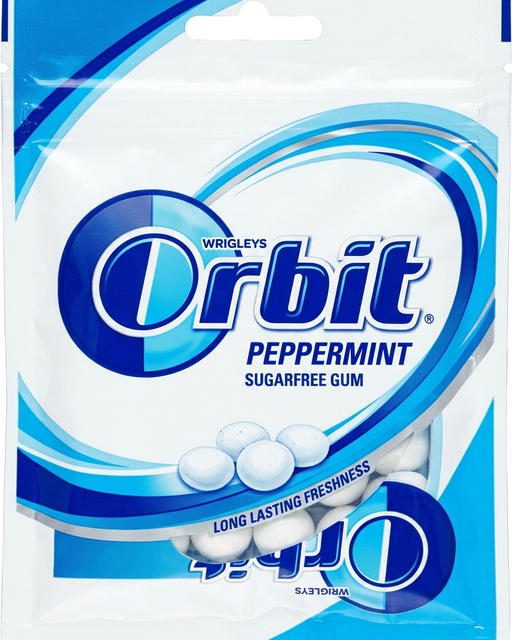 WRIGLEYS
Orbit®
PEPPERMINT
SUGARFREE GUM
LONG LASTING FRESHNESS
Orbit
WRIGLEYS